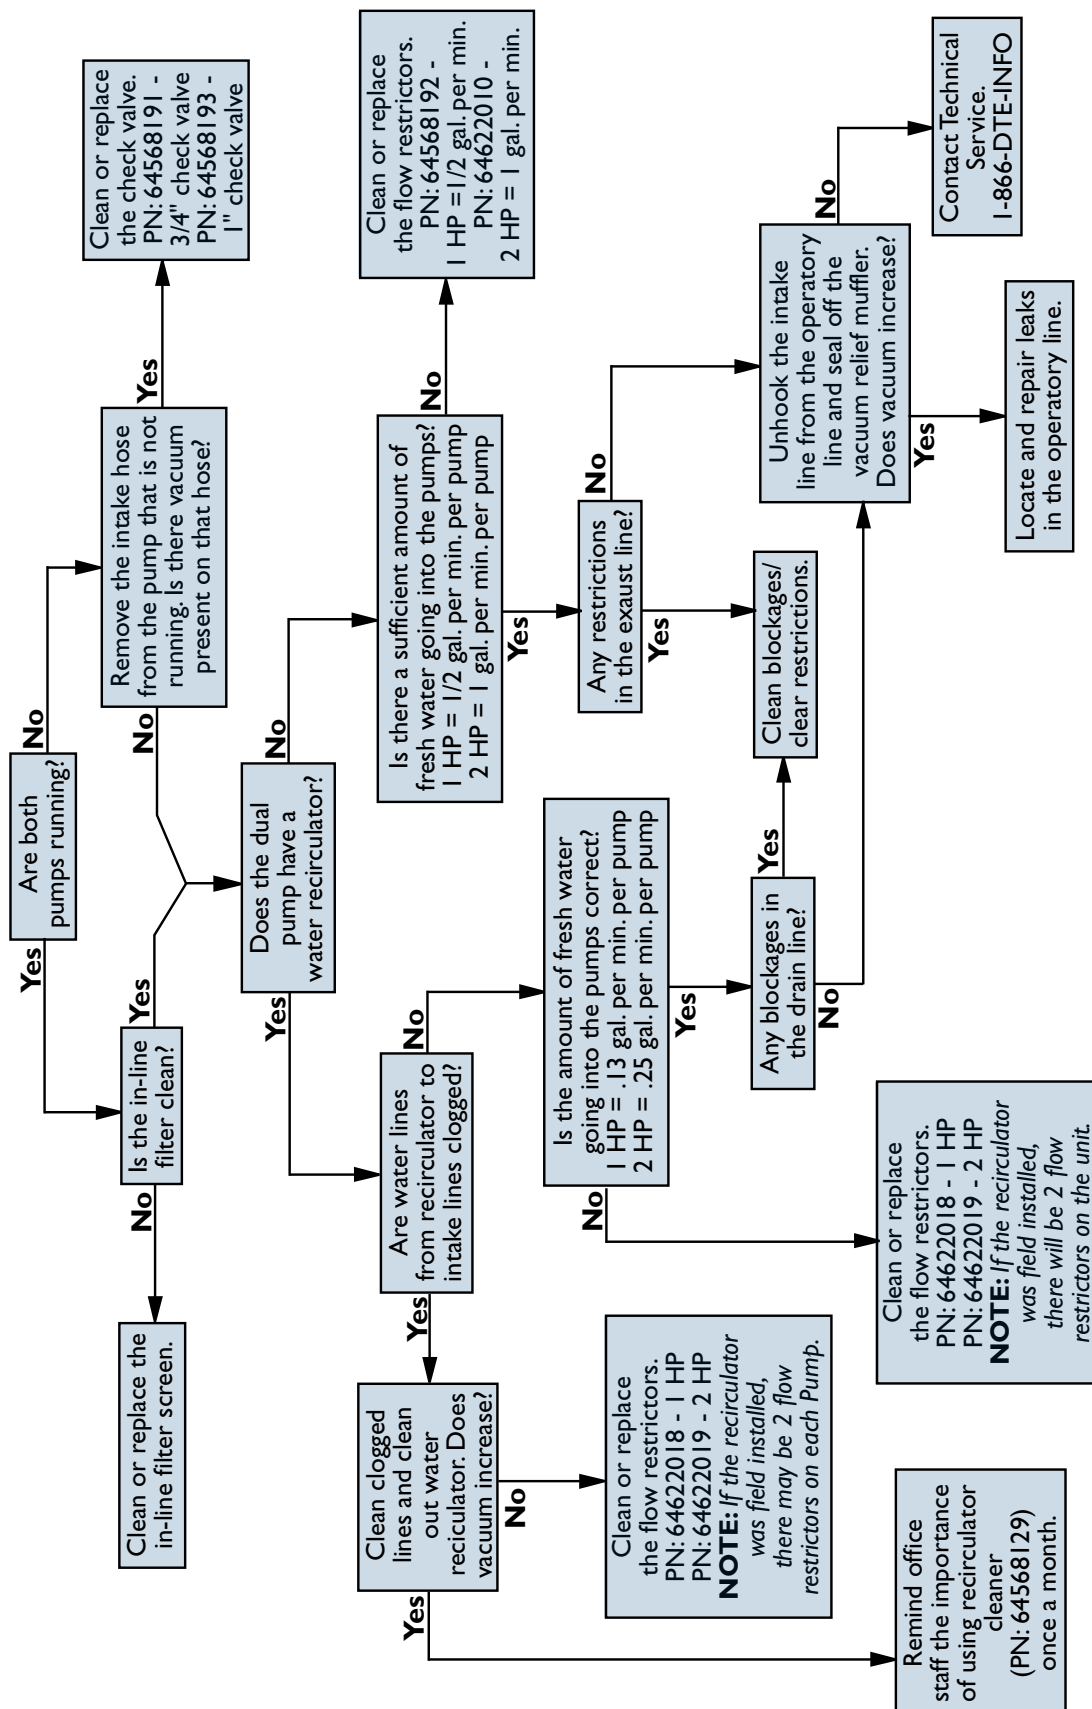 Are both
pumps running?
Yes
No
Is the in-line
filter clean?
No
Yes
Clean or replace the
in-line filter screen.
Remove the intake hose
from the pump that is not
running. Is there vacuum
present on that hose?
No
Yes
Clean or replace
the check valve.
PN: 64568191 -
3/4" check valve
PN: 64568193 -
1" check valve
Does the dual
pump have a
water recirculator?
Yes
No
Are water lines
from recirculator to
intake lines clogged?
Yes
No
Clean clogged
lines and clean
out water
reciculator. Does
vacuum increase?
Yes
No
Remind office
staff the importance
of using recirculator
cleaner
(PN: 64568129)
once a month.
Clean or replace
the flow restrictors.
PN: 64622018 - 1 HP
PN: 64622019 - 2 HP
NOTE: If the recirculator
was field installed,
there may be 2 flow
restrictors on each Pump.
Is the amount of fresh water
going into the pumps correct?
1 HP = .13 gal. per min. per pump
2 HP = .25 gal. per min. per pump
No
Yes
Clean or replace
the flow restrictors.
PN: 64622018 - 1 HP
PN: 64622019 - 2 HP
NOTE: If the recirculator
was field installed,
there will be 2 flow
restrictors on the unit.
Any blockages in
the drain line?
No
Yes
Clean blockages/
clear restrictions.
Is there a sufficient amount of
fresh water going into the pumps?
1 HP = 1/2 gal. per min. per pump
2 HP = 1 gal. per min. per pump
Yes
No
Clean or replace
the flow restrictors.
PN: 64568192 -
1 HP =1/2 gal. per min.
PN: 64622010 -
2 HP = 1 gal. per min.
Any restrictions
in the exhaust line?
Yes
No
Unhook the intake
line from the operatory
line and seal off the
vacuum relief muffler.
Does vacuum increase?
Yes
No
Locate and repair leaks
in the operatory line.
Contact Technical
Service.
1-866-DTE-INFO